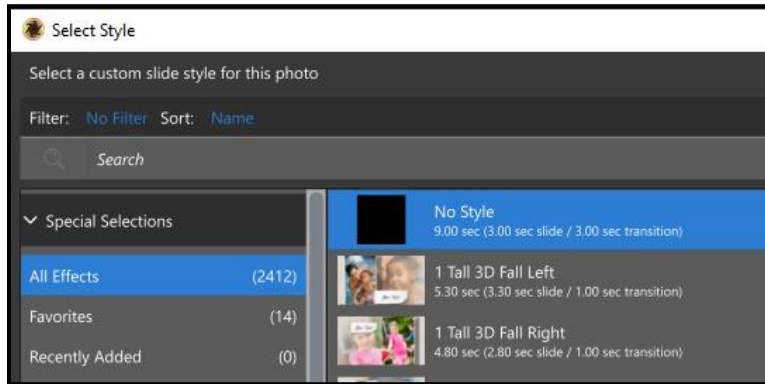 Select Style
Select a custom slide style for this photo
Filter: No Filter Sort: Name
Search
Special Selections
All Effects (2412)
Favorites (14)
Recently Added (0)
No Style
9.00 sec (3.00 sec slide / 3.00 sec transition)
1 Tall 3D Fall Left
5.30 sec (3.30 sec slide / 1.00 sec transition)
1 Tall 3D Fall Right
4.80 sec (2.80 sec slide / 1.00 sec transition)